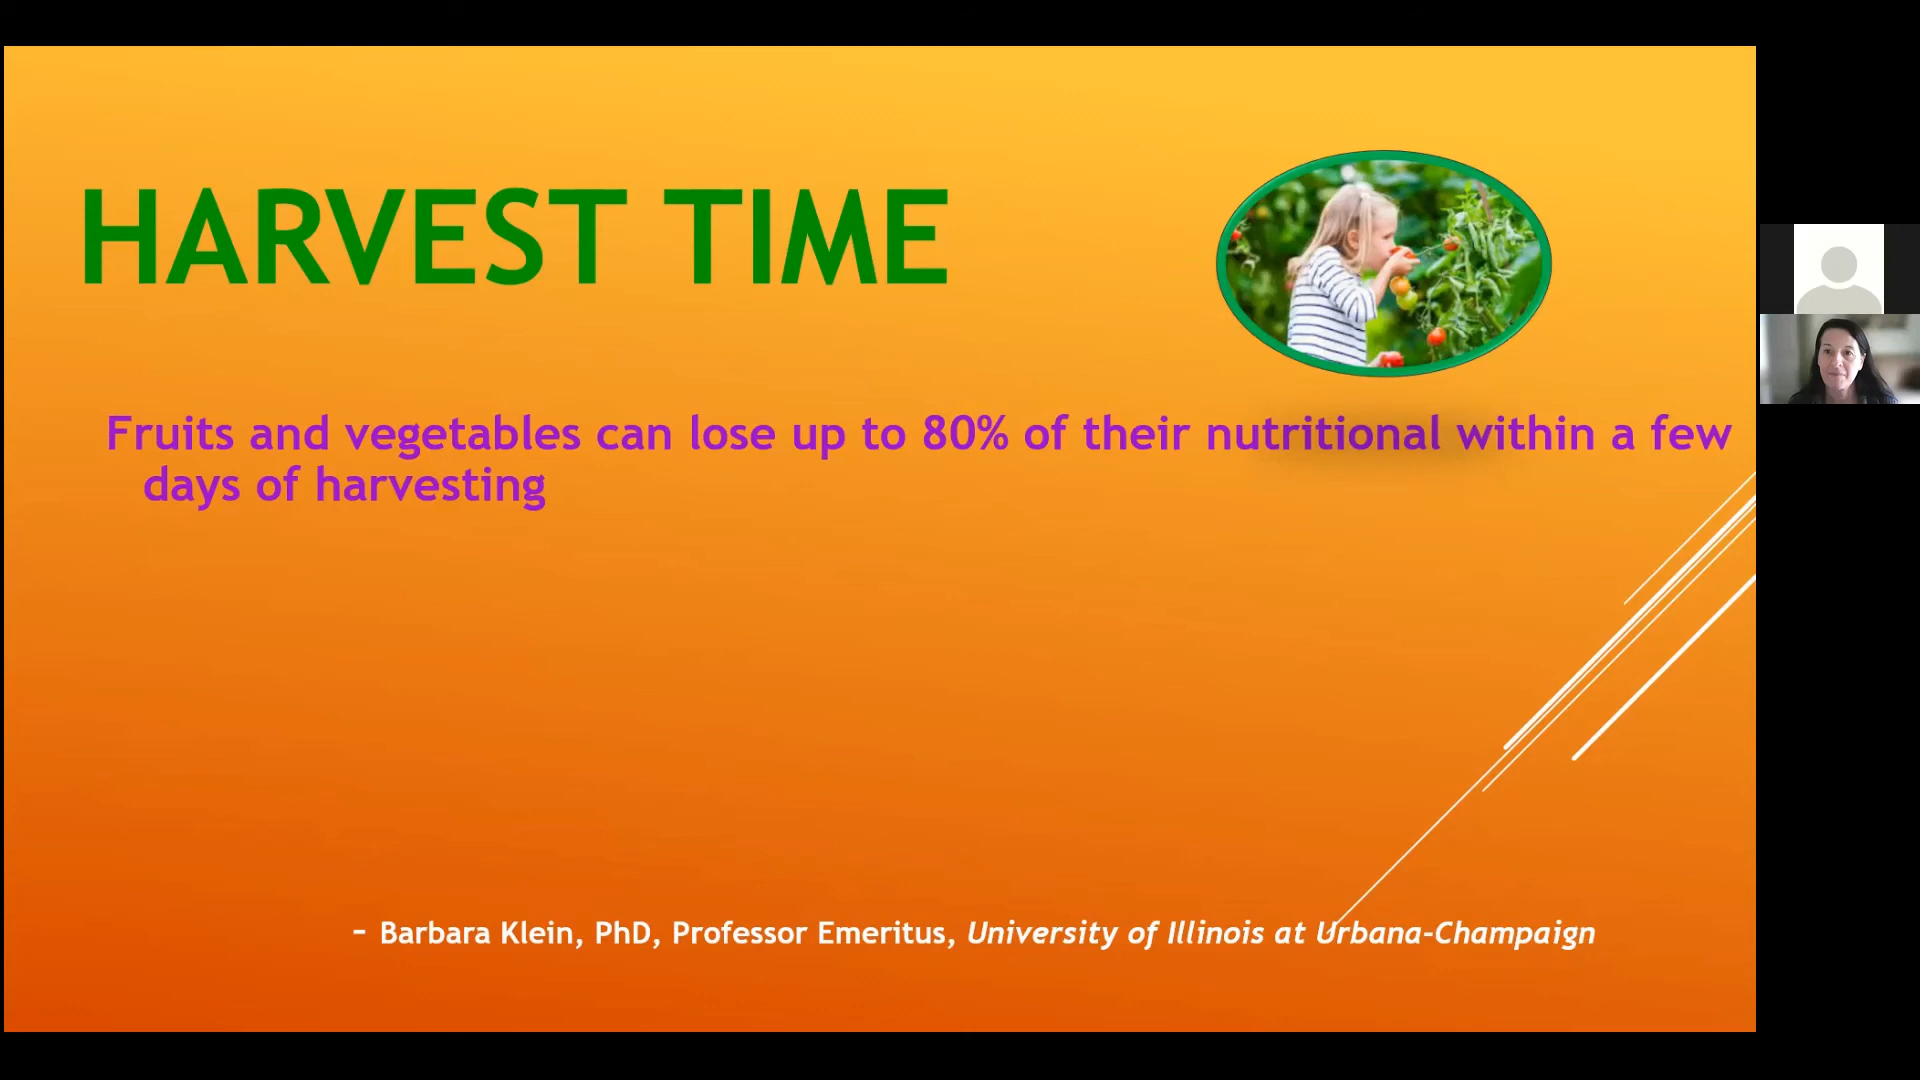 HARVEST TIME
Fruits and vegetables can lose up to 80% of their nutritional within a few
days of harvesting
– Barbara Klein, PhD, Professor Emeritus, University of Illinois at Urbana-Champaign